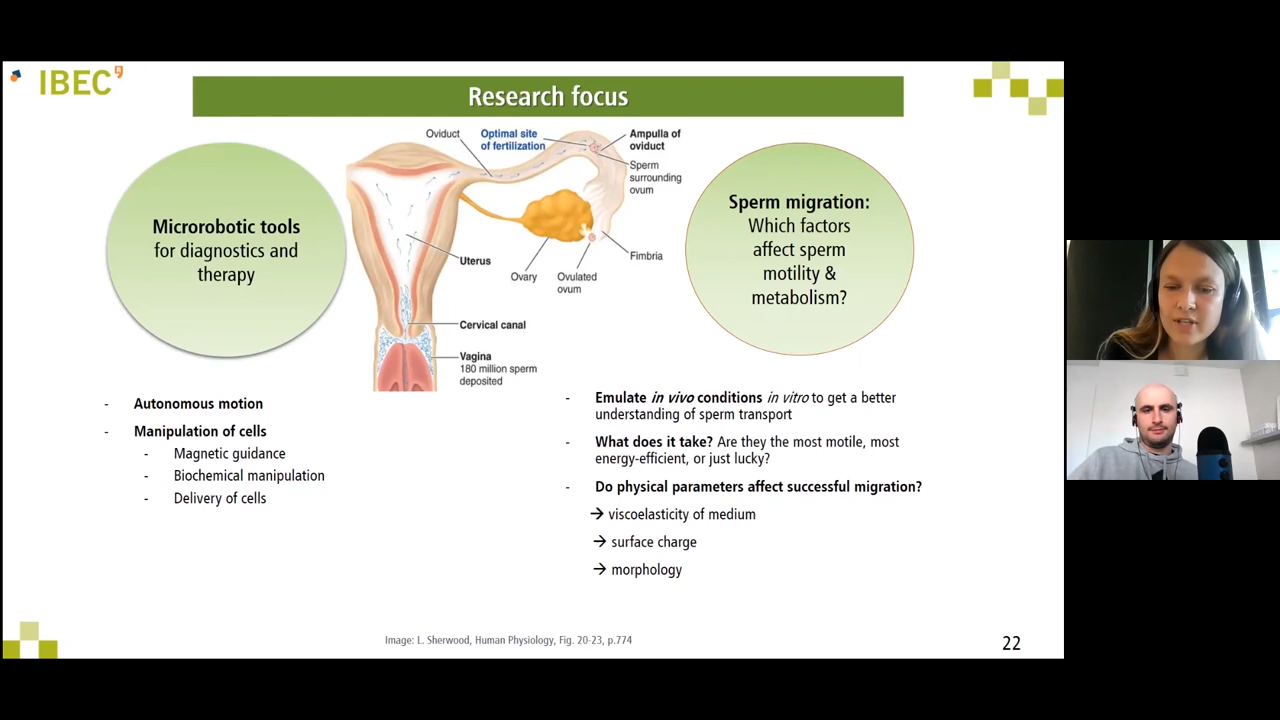 IBEC
Research focus
Microrobotic tools
for diagnostics and
therapy
Oviduct
Optimal site
of fertilization
Ampulla of
oviduct
Sperm
surrounding
ovum
Fimbria
Uterus
Ovary
Ovulated
ovum
Cervical canal
Vagina
180 million sperm
deposited
Sperm migration:
Which factors
affect sperm
motility &
metabolism?
- Autonomous motion
- Manipulation of cells
- Magnetic guidance
- Biochemical manipulation
- Delivery of cells
- Emulate in vivo conditions in vitro to get a better
understanding of sperm transport
- What does it take? Are they the most motile, most
energy-efficient, or just lucky?
- Do physical parameters affect successful migration?
→ viscoelasticity of medium
→ surface charge
→ morphology
Image: L. Sherwood, Human Physiology, Fig. 20-23, p.774
22